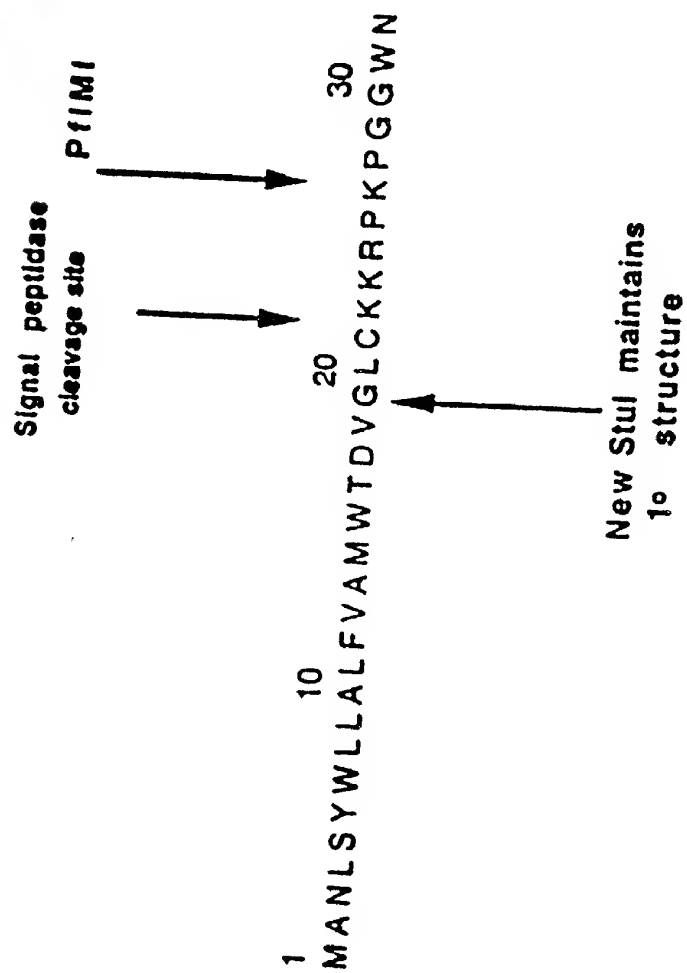 Signal peptidase
cleavage site
PflMI
1
10
20
30
MANLSYWLLALFVAMWTDVGLCKKRPKPGGWN
New StuI maintains
1º structure